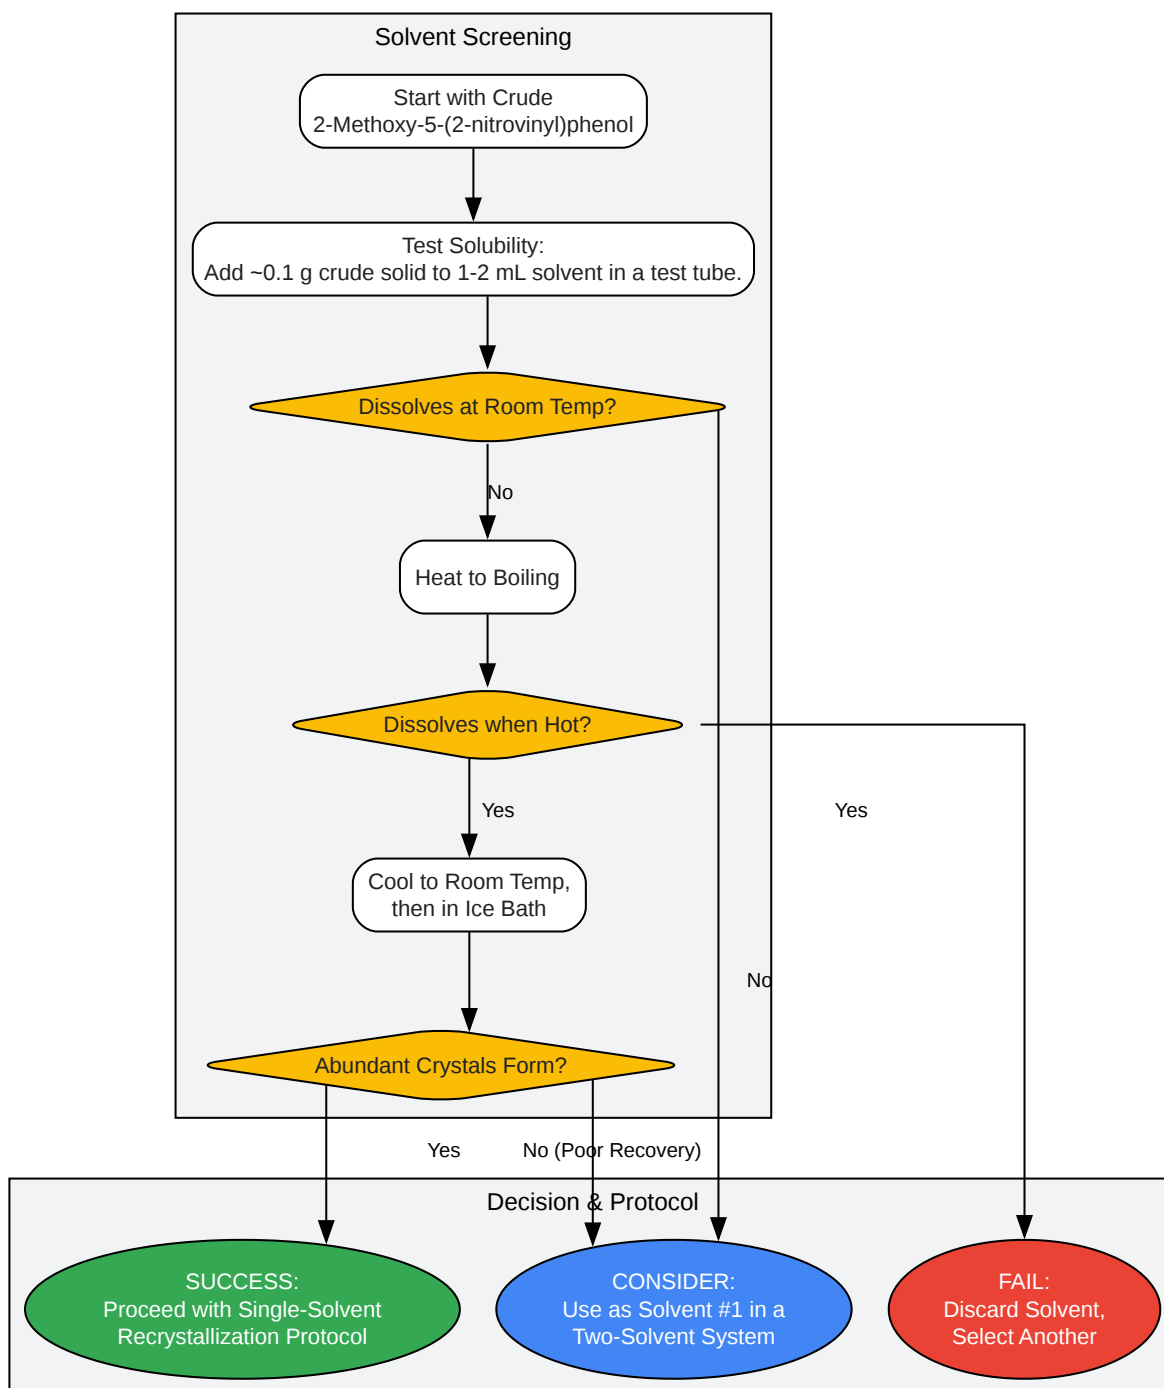 Solvent Screening
Start with Crude
2-Methoxy-5-(2-nitrovinyl)phenol
Test Solubility:
Add ~0.1 g crude solid to 1-2 mL solvent in a test tube.
Dissolves at Room Temp?
No
Heat to Boiling
Dissolves when Hot?
Yes
Yes
Cool to Room Temp,
then in Ice Bath
No
Abundant Crystals Form?
Yes
No (Poor Recovery)
Decision & Protocol
SUCCESS:
Proceed with Single-Solvent
Recrystallization Protocol
CONSIDER:
Use as Solvent #1 in a
Two-Solvent System
FAIL:
Discard Solvent,
Select Another